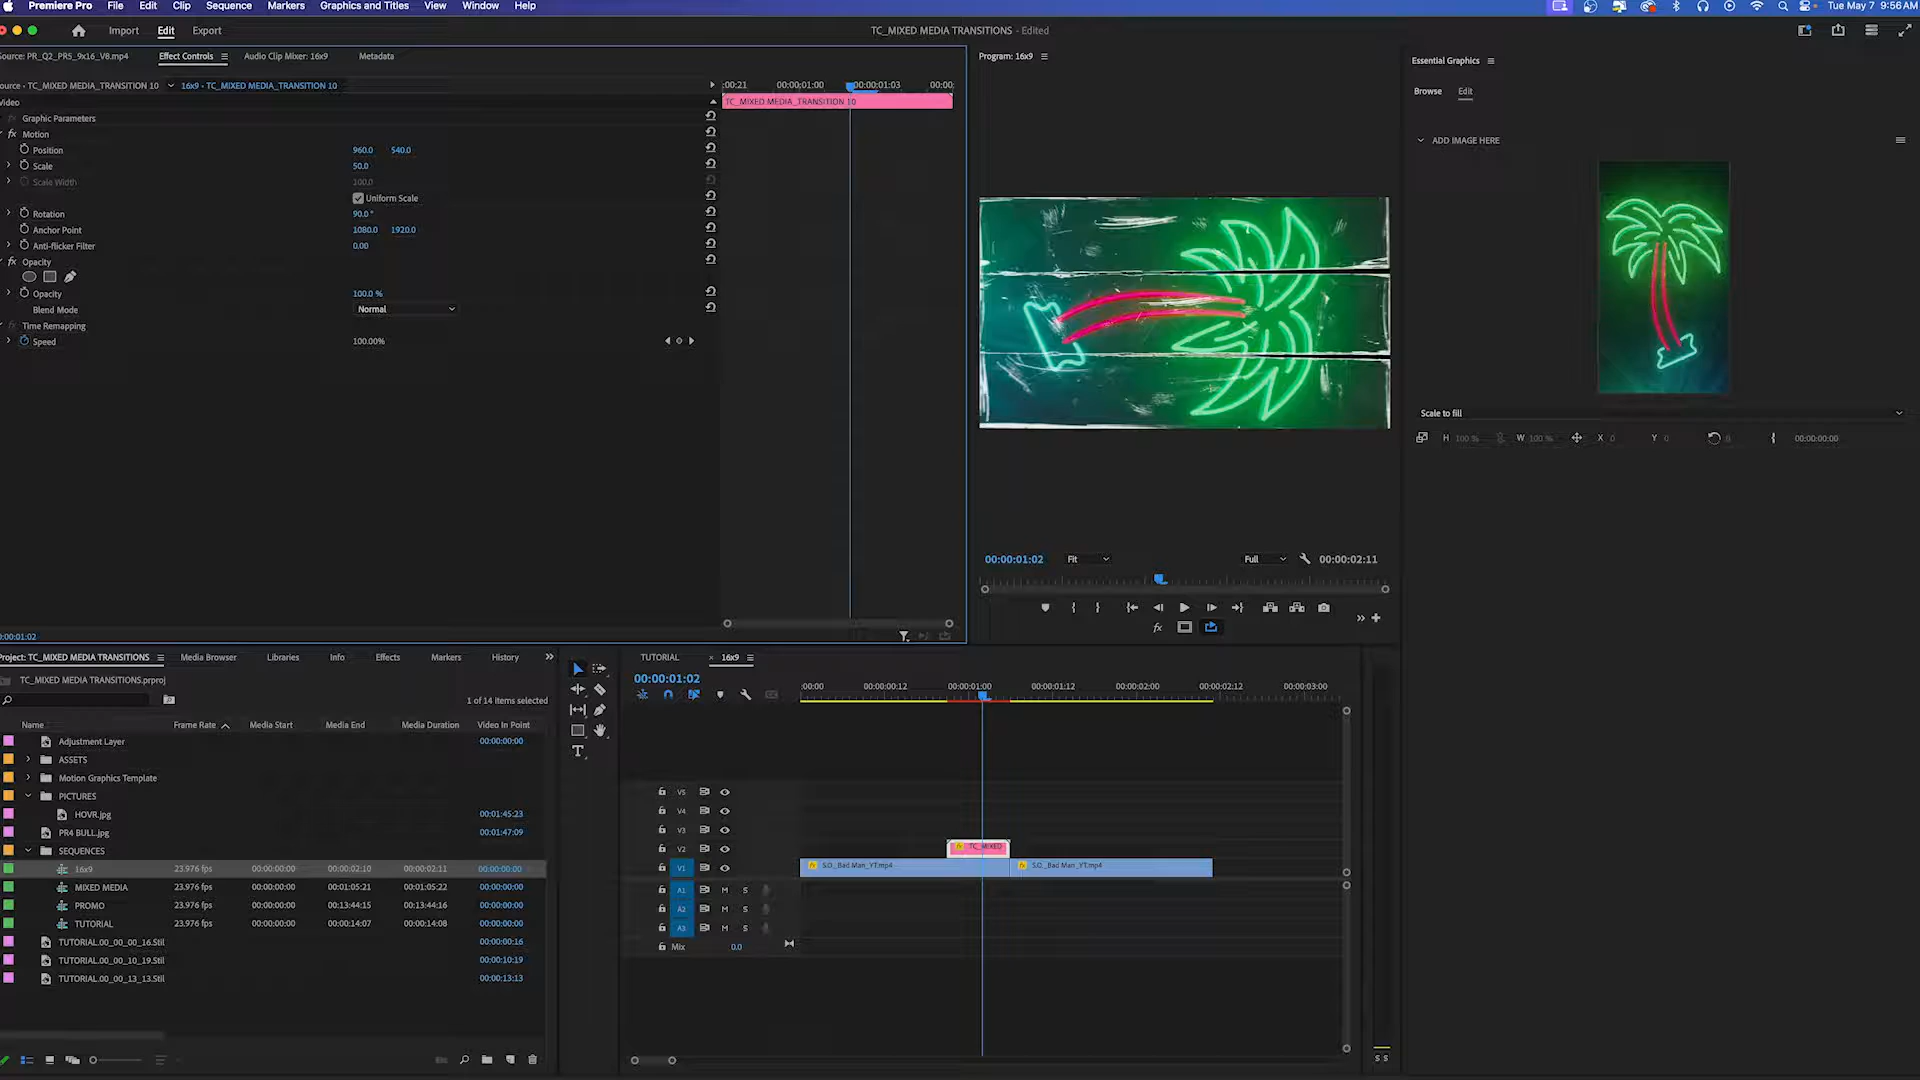 Premiere Pro File Edit Clip Sequence Markers Graphics and Titles View Window Help Tue May 7 9:56 AM
Import Edit Export TC_MIXED MEDIA TRANSITIONS - Edited
Source: PR_Q2_PRS_9x16_V8.mp4 Effect Controls Audio Clip Mixer: 16x9 Metadata
ource - TC_MIXED MEDIA_TRANSITION 10 16x9 - TC_MIXED MEDIA_TRANSITION 10
:00:21 00:00:01:00 00:00:01:03 00:00:
Video
TC_MIXED MEDIA_TRANSITION 10
fx Graphic Parameters
fx Motion
Position 960.0 540.0
Scale 50.0
Scale Width 100.0
Uniform Scale
Rotation 90.0 °
Anchor Point 1080.0 1920.0
Anti-flicker Filter 0.00
fx Opacity
Opacity 100.0 %
Blend Mode Normal
Time Remapping
Speed 100.00%
0:00:01:02
Program: 16x9
00:00:01:02 Fit Full 00:00:02:11
fx
Essential Graphics
Browse Edit
ADD IMAGE HERE
Scale to fill
H 100 % W 100 % X 0 Y 0 0 00:00:00:00
Project: TC_MIXED MEDIA TRANSITIONS Media Browser Libraries Info Effects Markers History
TC_MIXED MEDIA TRANSITIONS.prproj
1 of 14 items selected
Name Frame Rate Media Start Media End Media Duration Video In Point
Adjustment Layer 00:00:00:00
ASSETS
Motion Graphics Template
PICTURES
HOVR.jpg 00:01:45:23
PR4 BULL.jpg 00:01:47:09
SEQUENCES
16x9 23.976 fps 00:00:00:00 00:00:02:10 00:00:02:11 00:00:00:00
MIXED MEDIA 23.976 fps 00:00:00:00 00:01:05:21 00:01:05:22 00:00:00:00
PROMO 23.976 fps 00:00:00:00 00:13:44:15 00:13:44:16 00:00:00:00
TUTORIAL 23.976 fps 00:00:00:00 00:00:14:07 00:00:14:08 00:00:00:00
TUTORIAL.00_00_00_16.Stil 00:00:00:16
TUTORIAL.00_00_10_19.Stil 00:00:10:19
TUTORIAL.00_00_13_13.Stil 00:00:13:13
T
TUTORIAL × 16x9
00:00:01:02
:00:00 00:00:00:12 00:00:01:00 00:00:01:12 00:00:02:00 00:00:02:12 00:00:03:00
V5
V4
V3
V2 TC_MIXED
V1 S.O._Bad Man_YT.mp4 S.O._Bad Man_YT.mp4
A1 M S
A2 M S
A3 M S
Mix 0.0
S S